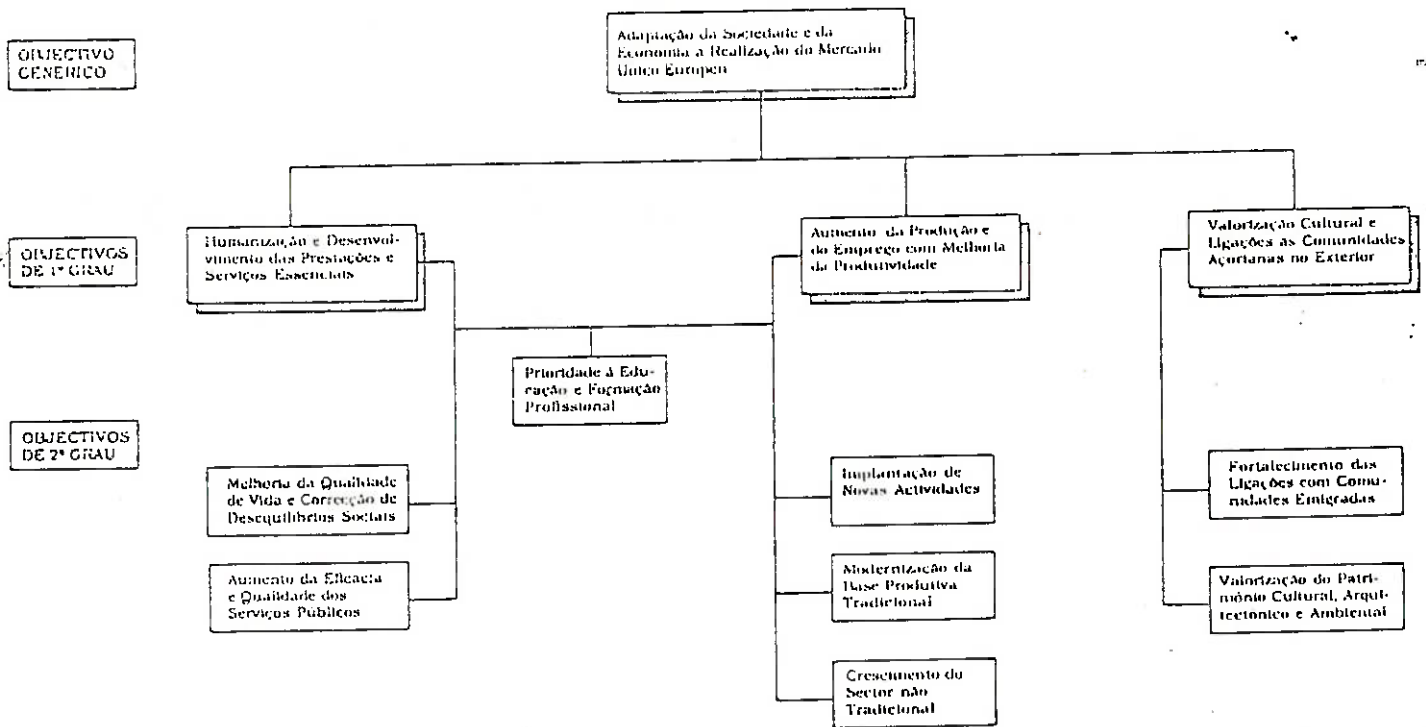 OBJECTIVO
GENÉRICO
Adaptação da Sociedade e da
Economia à Realização do Mercado
Único Europeu
OBJECTIVOS
DE 1º GRAU
Humanização e Desenvol-
vimento das Prestações e
Serviços Essenciais
Aumento da Produção e
do Emprego com Melhoria
da Produtividade
Valorização Cultural e
Ligações às Comunidades
Açorianas no Exterior
Prioridade à Edu-
cação e Formação
Profissional
OBJECTIVOS
DE 2º GRAU
Melhoria da Qualidade
de Vida e Correcção de
Desequilíbrios Sociais
Implantação de
Novas Actividades
Fortalecimento das
Ligações com Comu-
nidades Emigradas
Aumento da Eficácia
e Qualidade dos
Serviços Públicos
Modernização da
Base Produtiva
Tradicional
Valorização do Patri-
mónio Cultural, Arqui-
tectónico e Ambiental
Crescimento do
Sector não
Tradicional